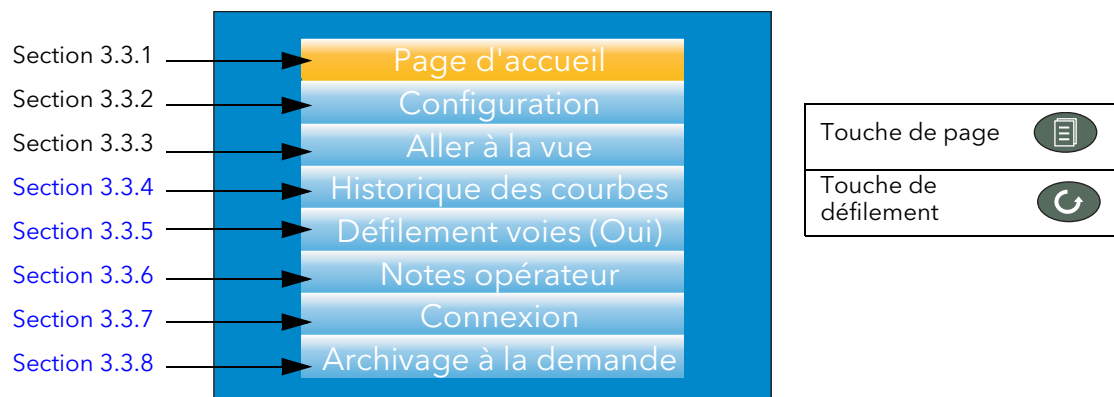 Section 3.3.1
Page d'accueil
Section 3.3.2
Configuration
Section 3.3.3
Aller à la vue
Section 3.3.4
Historique des courbes
Section 3.3.5
Défilement voies (Oui)
Section 3.3.6
Notes opérateur
Section 3.3.7
Connexion
Section 3.3.8
Archivage à la demande
Touche de page
Touche de
défilement